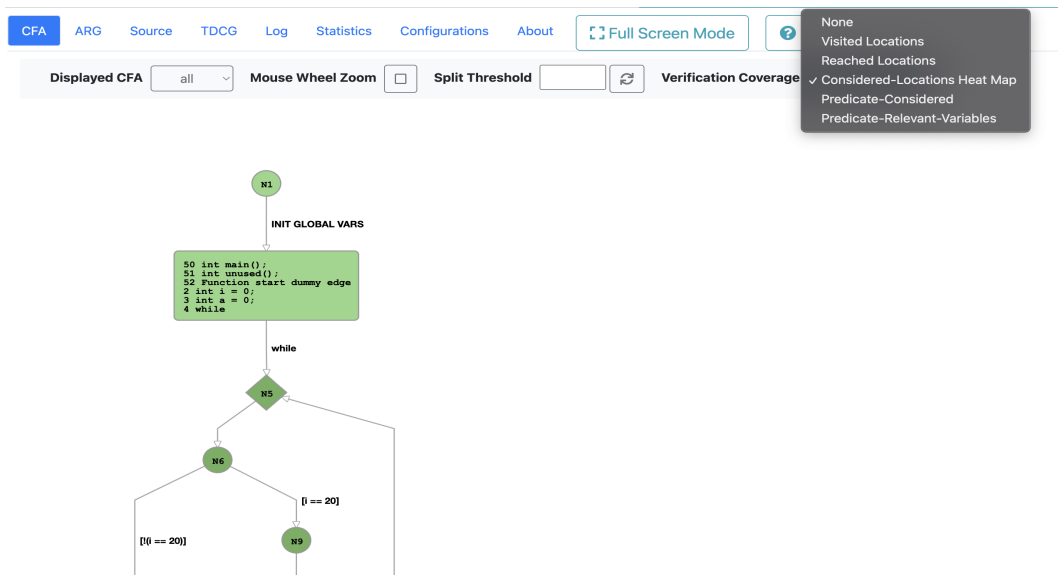 CFA ARG Source TDCG Log Statistics Configurations About Full Screen Mode
None
Visited Locations
Reached Locations
✓ Considered-Locations Heat Map
Predicate-Considered
Predicate-Relevant-Variables
Displayed CFA all Mouse Wheel Zoom Split Threshold Verification Coverage
N1
INIT GLOBAL VARS
50 int main();
51 int unused();
52 Function start dummy edge
2 int i = 0;
3 int a = 0;
4 while
while
N5
N6
[i == 20]
[!(i == 20)]
N9